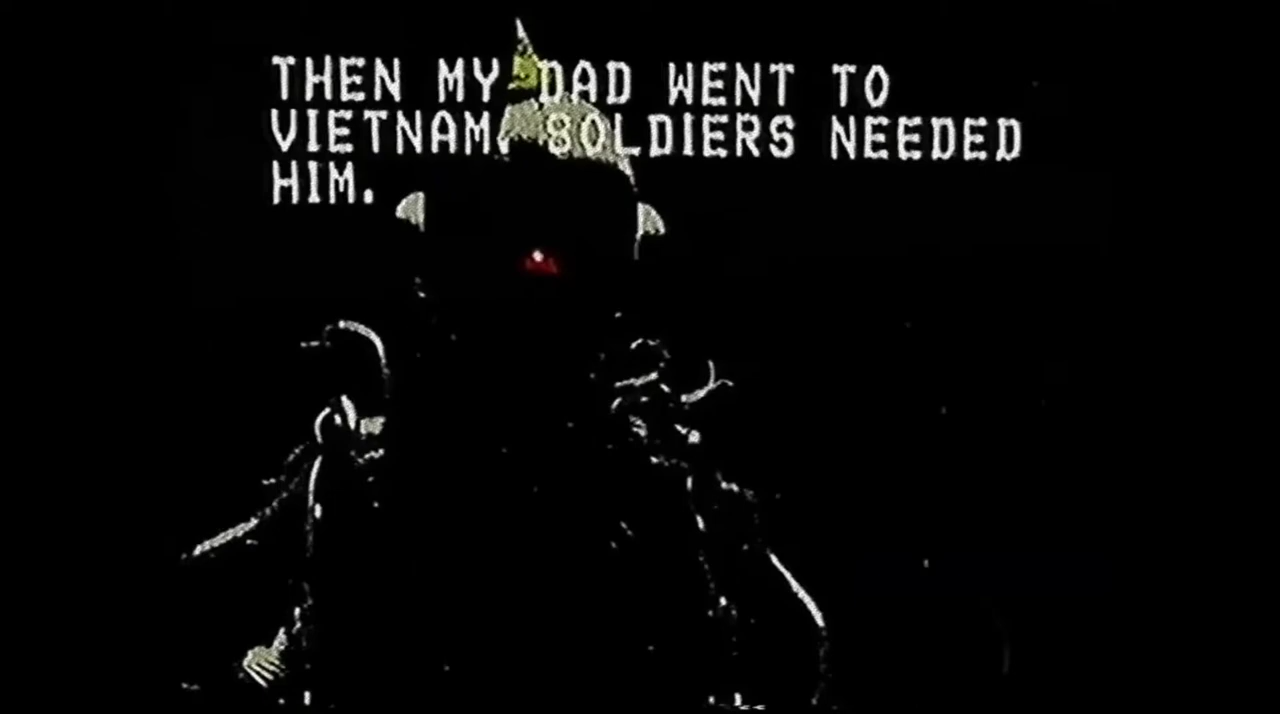 THEN MY DAD WENT TO
VIETNAM. SOLDIERS NEEDED
HIM.